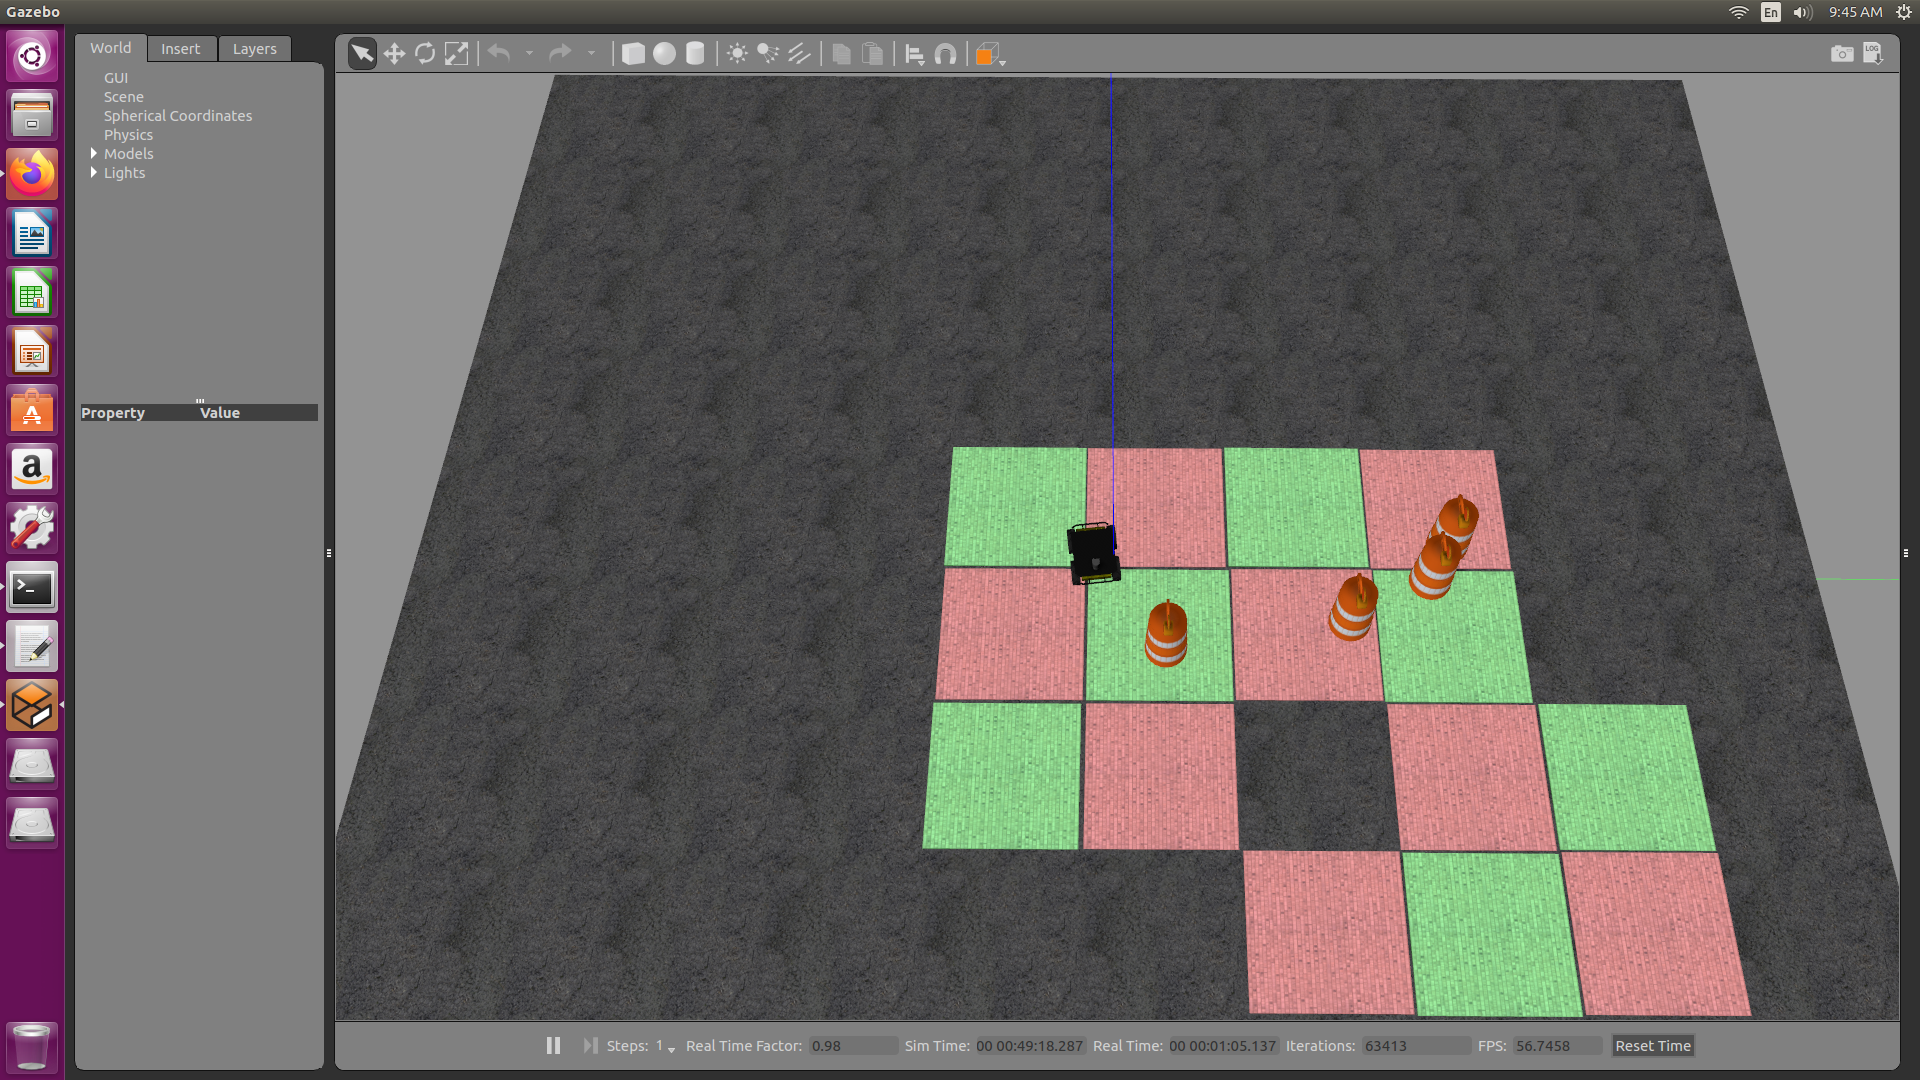 Gazebo
En
9:45 AM
World Insert Layers
LOG
GUI
Scene
Spherical Coordinates
Physics
Models
Lights
Property Value
a
Steps: 1 Real Time Factor: 0.98 Sim Time: 00 00:49:18.287 Real Time: 00 00:01:05.137 Iterations: 63413 FPS: 56.7458 Reset Time